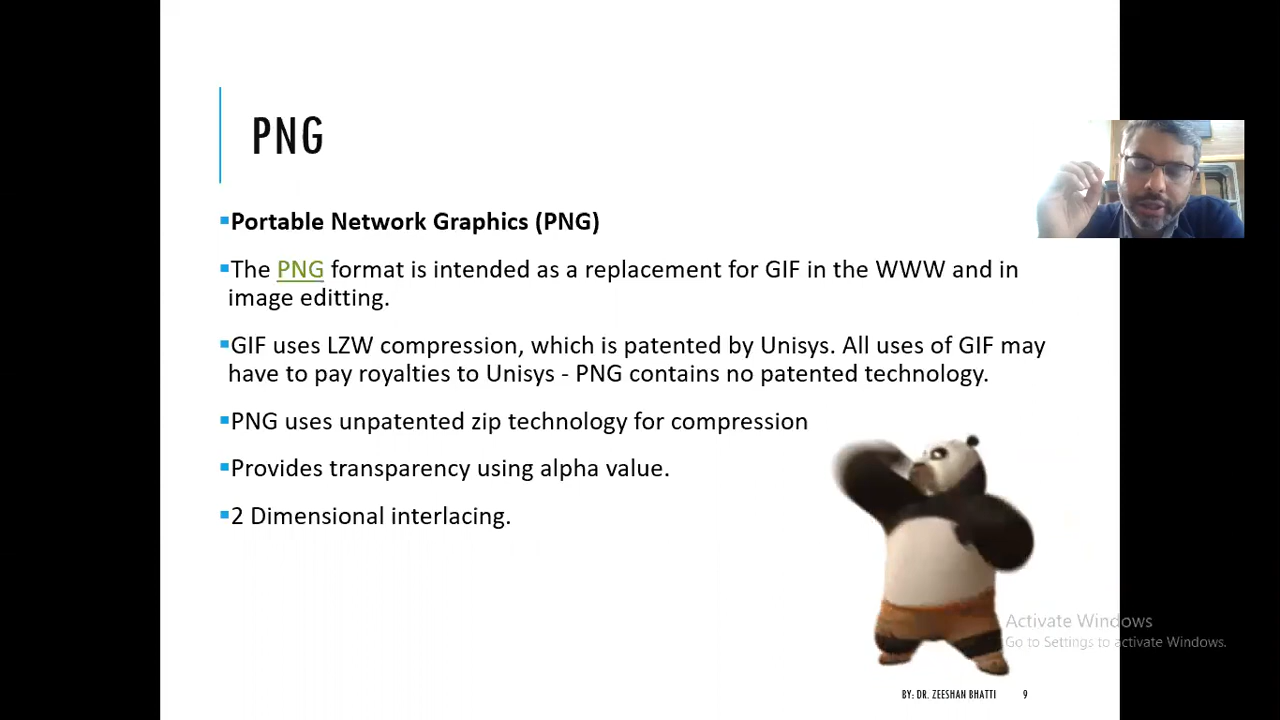 PNG
▪Portable Network Graphics (PNG)
▪The PNG format is intended as a replacement for GIF in the WWW and in
image editting.
▪GIF uses LZW compression, which is patented by Unisys. All uses of GIF may
have to pay royalties to Unisys - PNG contains no patented technology.
▪PNG uses unpatented zip technology for compression
▪Provides transparency using alpha value.
▪2 Dimensional interlacing.
Activate Windows
Go to Settings to activate Windows.
BY: DR. ZEESHAN BHATTI 9